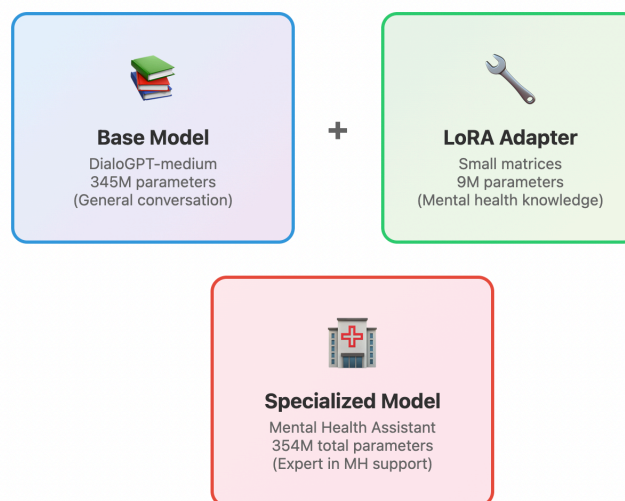 Base Model
DialoGPT-medium
345M parameters
(General conversation)
+
LoRA Adapter
Small matrices
9M parameters
(Mental health knowledge)
Specialized Model
Mental Health Assistant
354M total parameters
(Expert in MH support)